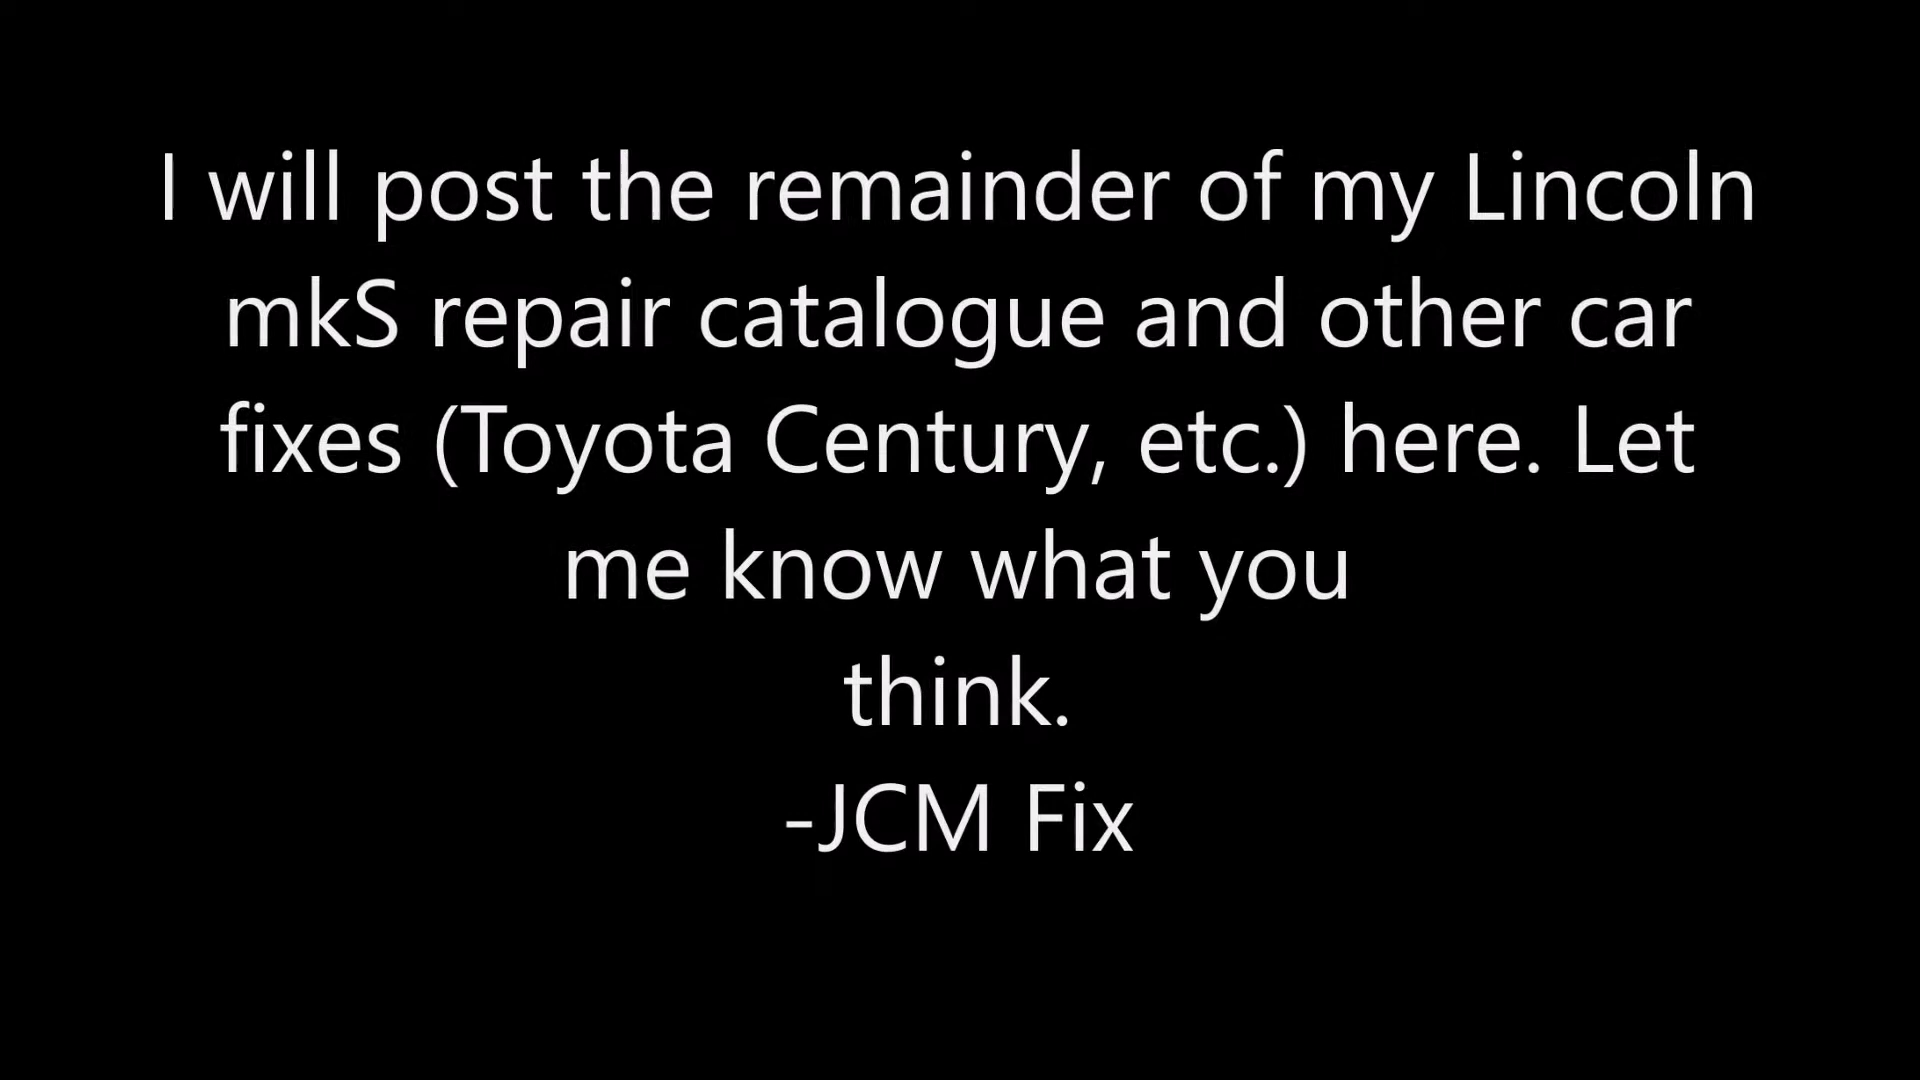 I will post the remainder of my Lincoln
mkS repair catalogue and other car
fixes (Toyota Century, etc.) here. Let
me know what you
think.
-JCM Fix